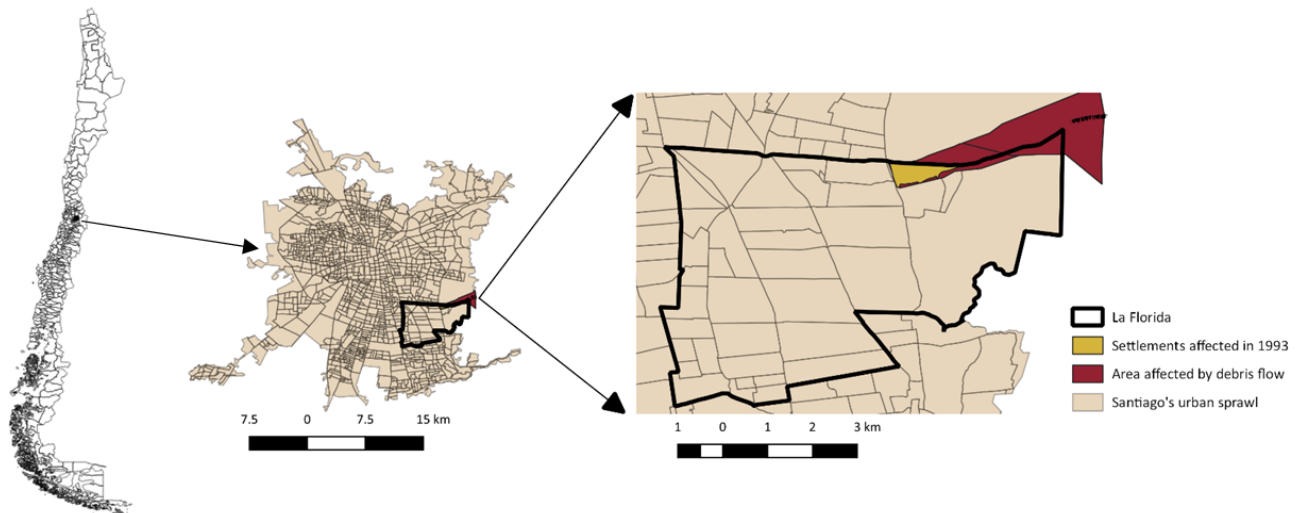 La Florida
Settlements affected in 1993
Area affected by debris flow
Santiago's urban sprawl
7.5 0 7.5 15 km
1 0 1 2 3 km